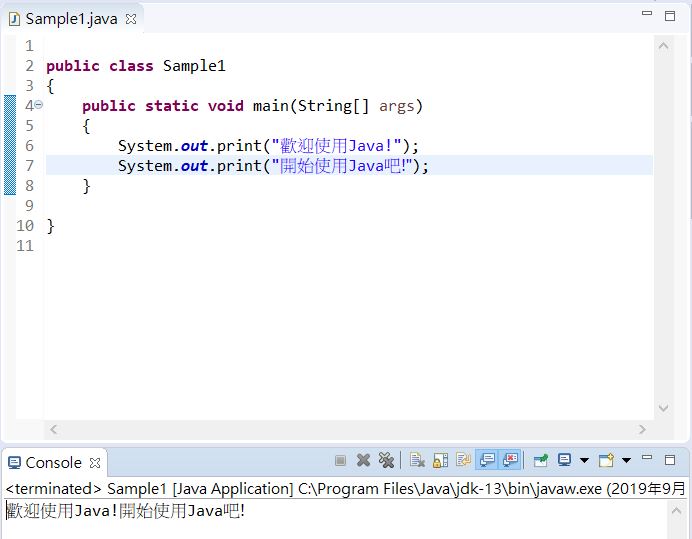 Sample1.java
1
2 public class Sample1
3 {
4 public static void main(String[] args)
5 {
6 System.out.print("歡迎使用Java!");
7 System.out.print("開始使用Java吧!");
8 }
9
10 }
11
Console
<terminated> Sample1 [Java Application] C:\Program Files\Java\jdk-13\bin\javaw.exe (2019年9月
歡迎使用Java!開始使用Java吧!